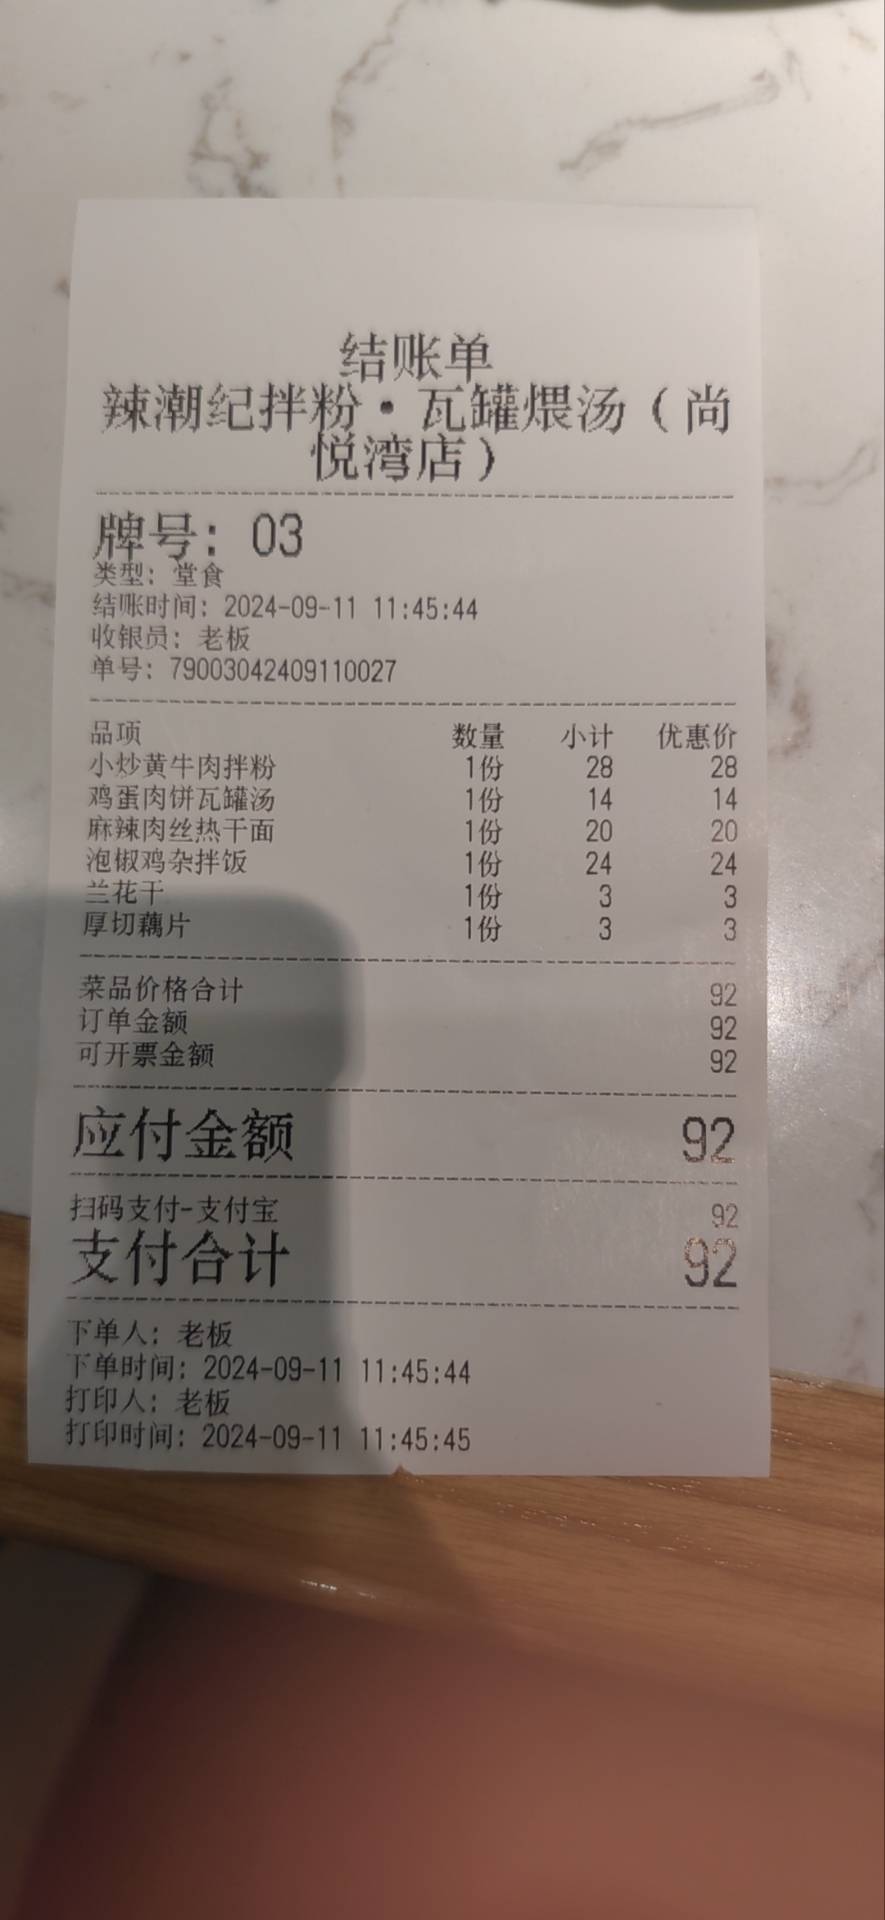 结账单
辣潮纪拌粉·瓦罐煨汤（尚
悦湾店）
牌号：03
类型：堂食
结账时间：2024-09-11 11:45:44
收银员：老板
单号：79003042409110027
品项 数量 小计 优惠价
小炒黄牛肉拌粉 1份 28 28
鸡蛋肉饼瓦罐汤 1份 14 14
麻辣肉丝热干面 1份 20 20
泡椒鸡杂拌饭 1份 24 24
兰花干 1份 3 3
厚切藕片 1份 3 3
菜品价格合计 92
订单金额 92
可开票金额 92
应付金额 92
扫码支付-支付宝 92
支付合计 92
下单人：老板
下单时间：2024-09-11 11:45:44
打印人：老板
打印时间：2024-09-11 11:45:45